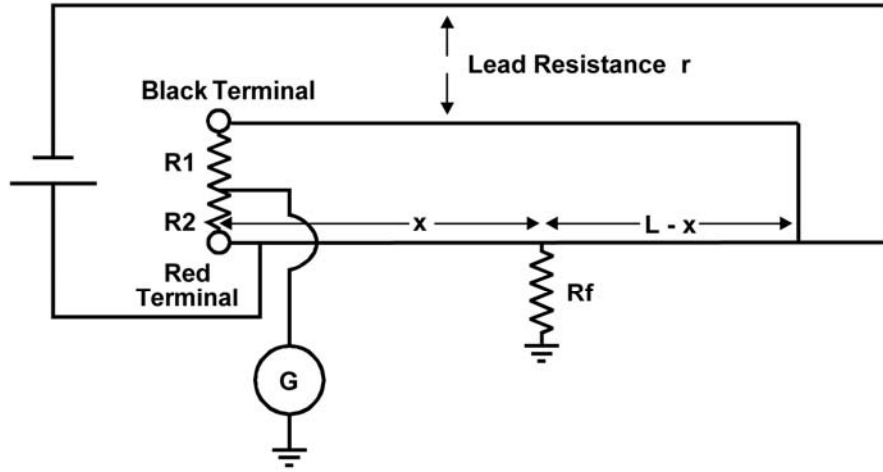 Lead Resistance r
Black Terminal
R1
R2
x
L - x
Red
Terminal
Rf
G